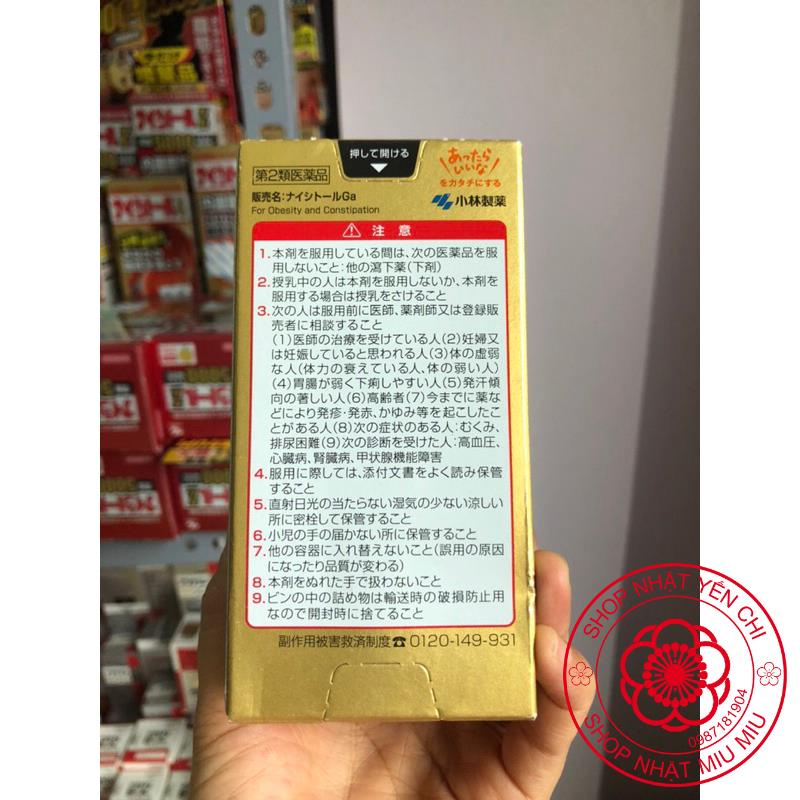 押して開ける
第2類医薬品
あったらいいな
をカタチにする
販売名：ナイシトールGa
For Obesity and Constipation
小林製薬
注意
1. 本剤を服用している間は、次の医薬品を服
用しないこと：他の瀉下薬（下剤）
2. 授乳中の人は本剤を服用しないか、本剤を
服用する場合は授乳をさけること
3. 次の人は服用前に医師、薬剤師又は登録販
売者に相談すること
（1）医師の治療を受けている人（2）妊婦又
は妊娠していると思われる人（3）体の虚弱
な人（体力の衰えている人、体の弱い人）
（4）胃腸が弱く下痢しやすい人（5）発汗傾
向の著しい人（6）高齢者（7）今までに薬な
どにより発疹・発赤、かゆみ等を起こしたこ
とがある人（8）次の症状のある人：むくみ、
排尿困難（9）次の診断を受けた人：高血圧、
心臓病、腎臓病、甲状腺機能障害
4. 服用に際しては、添付文書をよく読み保管
すること
5. 直射日光の当たらない湿気の少ない涼しい
所に密栓して保管すること
6. 小児の手の届かない所に保管すること
7. 他の容器に入れ替えないこと（誤用の原因
になったり品質が変わる）
8. 本剤をぬれた手で扱わないこと
9. ビンの中の詰め物は輸送時の破損防止用
なので開封時に捨てること
副作用被害救済制度☎0120-149-931
SHOP NHẬT YẾN CHI
0987181904
SHOP NHẬT MIU MIU